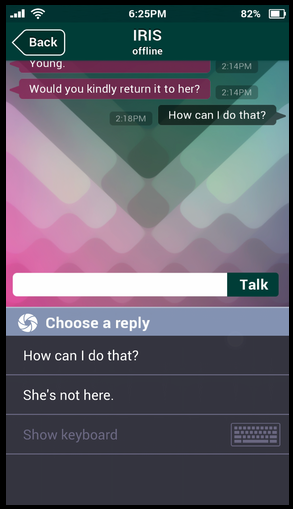 6:25PM
82%
Back
IRIS
offline
Young.
2:14PM
Would you kindly return it to her?
2:14PM
2:18PM
How can I do that?
Talk
Choose a reply
How can I do that?
She's not here.
Show keyboard